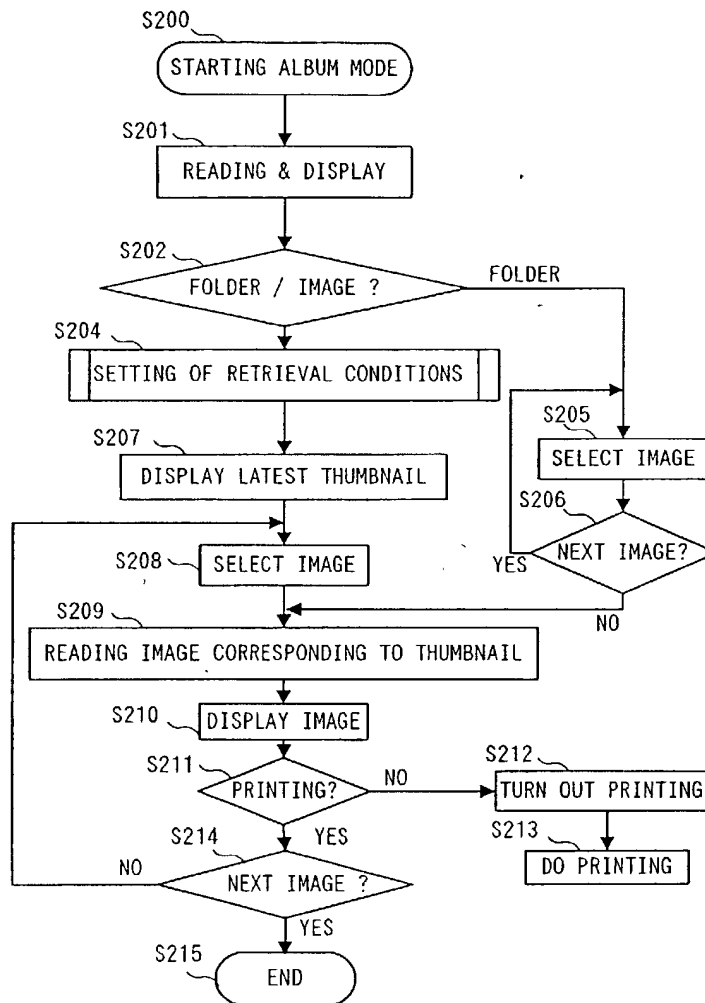 S200
STARTING ALBUM MODE
S201
READING & DISPLAY
S202
FOLDER / IMAGE ?
FOLDER
S204
SETTING OF RETRIEVAL CONDITIONS
S205
SELECT IMAGE
S206
NEXT IMAGE?
YES
NO
S207
DISPLAY LATEST THUMBNAIL
S208
SELECT IMAGE
S209
READING IMAGE CORRESPONDING TO THUMBNAIL
S210
DISPLAY IMAGE
S211
PRINTING?
NO
YES
S212
TURN OUT PRINTING
S213
DO PRINTING
S214
NEXT IMAGE ?
NO
YES
S215
END